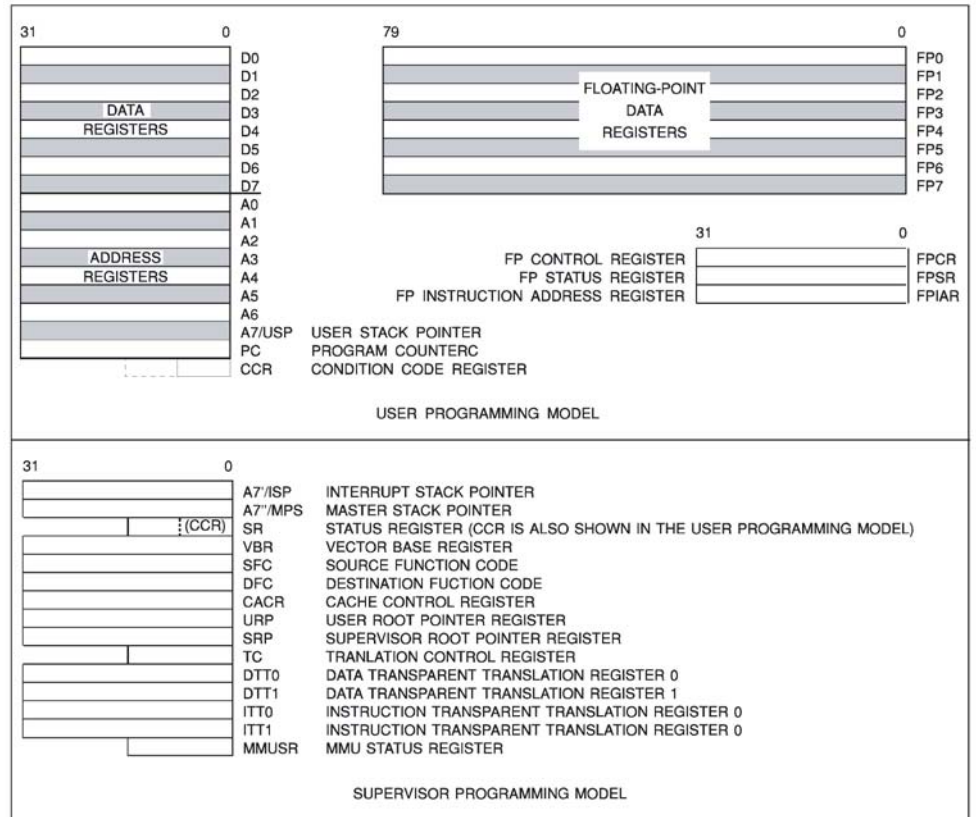 31 0
79 0
D0
D1
D2
D3
D4
D5
D6
D7
DATA
REGISTERS
FLOATING-POINT
DATA
REGISTERS
FP0
FP1
FP2
FP3
FP4
FP5
FP6
FP7
A0
A1
A2
A3
A4
A5
A6
ADDRESS
REGISTERS
31 0
FP CONTROL REGISTER FPCR
FP STATUS REGISTER FPSR
FP INSTRUCTION ADDRESS REGISTER FPIAR
A7/USP USER STACK POINTER
PC PROGRAM COUNTERC
CCR CONDITION CODE REGISTER
USER PROGRAMMING MODEL
31 0
A7'/ISP INTERRUPT STACK POINTER
A7"/MPS MASTER STACK POINTER
(CCR) SR STATUS REGISTER (CCR IS ALSO SHOWN IN THE USER PROGRAMMING MODEL)
VBR VECTOR BASE REGISTER
SFC SOURCE FUNCTION CODE
DFC DESTINATION FUCTION CODE
CACR CACHE CONTROL REGISTER
URP USER ROOT POINTER REGISTER
SRP SUPERVISOR ROOT POINTER REGISTER
TC TRANLATION CONTROL REGISTER
DTT0 DATA TRANSPARENT TRANSLATION REGISTER 0
DTT1 DATA TRANSPARENT TRANSLATION REGISTER 1
ITT0 INSTRUCTION TRANSPARENT TRANSLATION REGISTER 0
ITT1 INSTRUCTION TRANSPARENT TRANSLATION REGISTER 0
MMUSR MMU STATUS REGISTER
SUPERVISOR PROGRAMMING MODEL